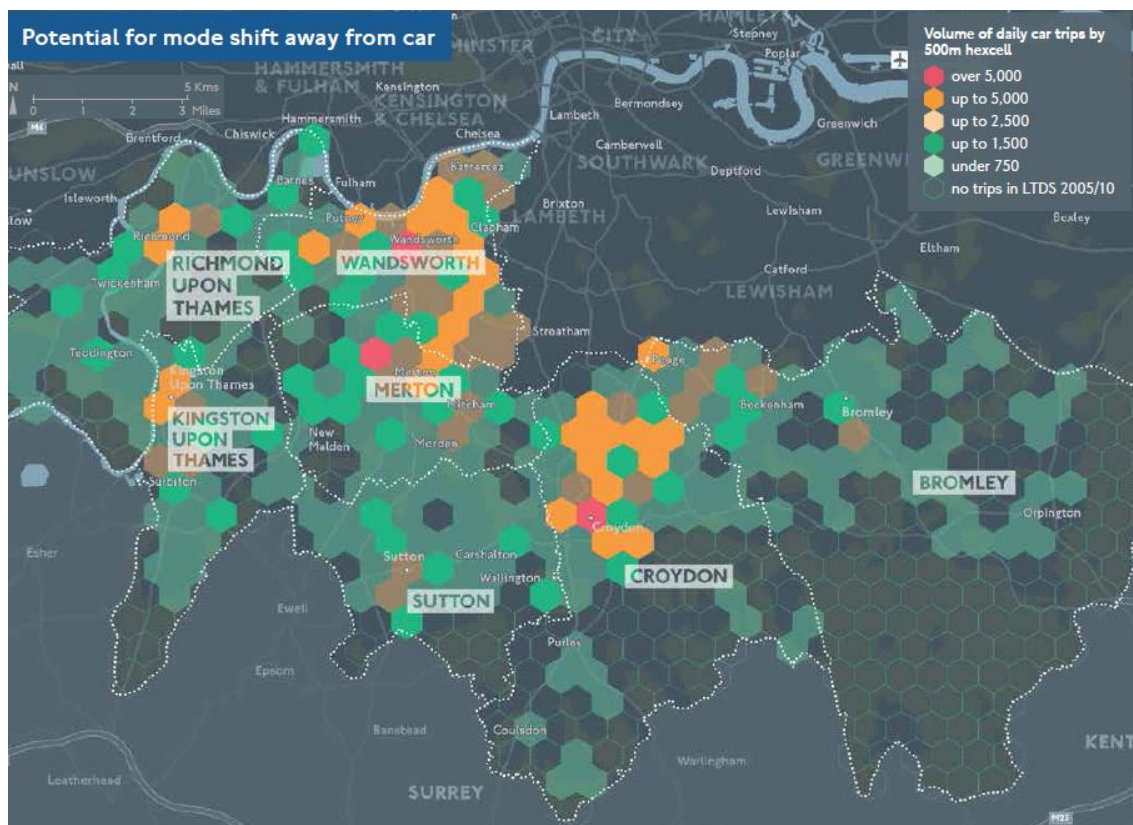 Potential for mode shift away from car
Volume of daily car trips by
500m hexcell
over 5,000
up to 5,000
up to 2,500
up to 1,500
under 750
no trips in LTDS 2005/10
N
0 5 Kms
0 1 2 3 Miles
M4
HAMMERSMITH
& FULHAM
Kensington
KENSINGTON
& CHELSEA
CITY
Stepney
Poplar
Hammersmith
Chelsea
Lambeth
Bermondsey
Greenwich
Brentford
Chiswick
Camberwell
SOUTHWARK
Deptford
Isleworth
Barnes
Fulham
Battersea
Brixton
LAMBETH
Lewisham
Bexley
Eltham
Richmond
Putney
Wandsworth
Clapham
Catford
LEWISHAM
RICHMOND
UPON
THAMES
WANDSWORTH
Twickenham
Streatham
Teddington
Kingston
Upon Thames
Merton
MERTON
Penge
Beckenham
Bromley
KINGSTON
UPON
THAMES
Mitcham
New
Malden
Morden
Surbiton
BROMLEY
Orpington
Croydon
CROYDON
Esher
Sutton
Carshalton
Wallington
SUTTON
Ewell
Purley
Epsom
Banstead
Coulsdon
Warlingham
KENT
Leatherhead
SURREY
M25